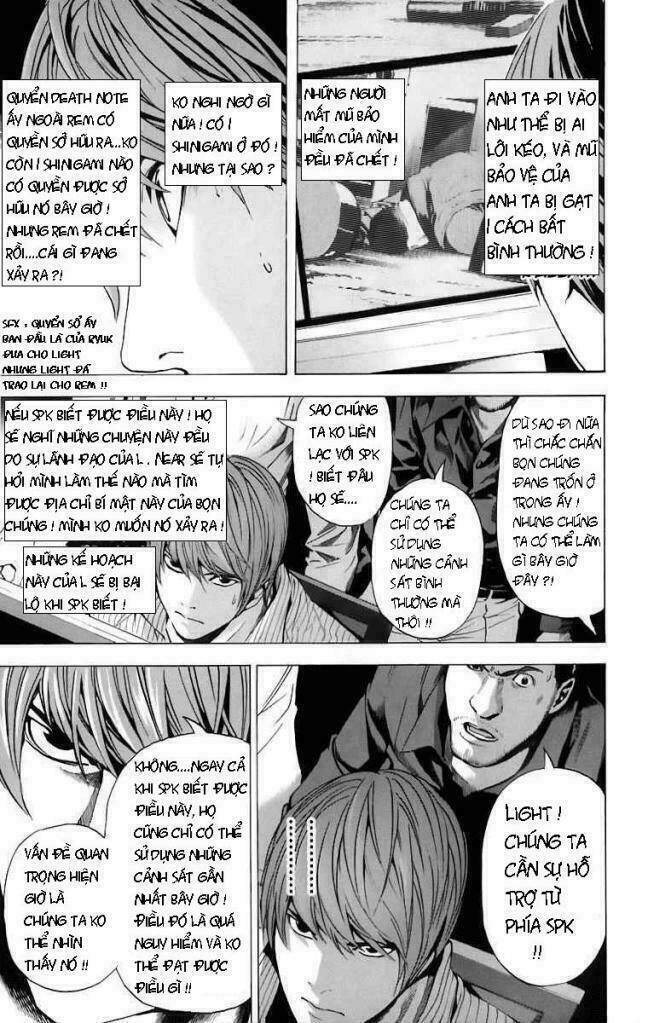 ANH TA ĐI VÀO
NHƯ THỂ BỊ AI
LÔI KÉO, VÀ MŨ
BẢO VỆ CỦA
ANH TA BỊ GẠT
1 CÁCH BẤT
BÌNH THƯỜNG !
NHỮNG NGƯỜI
MẤT MŨ BẢO
HIỂM CỦA MÌNH
ĐỀU ĐÃ CHẾT !
KO NGHI NGỜ GÌ
NỮA ! CÓ 1
SHINIGAMI Ở ĐÓ !
NHƯNG TẠI SAO ?
QUYỂN DEATH NOTE
ẤY NGOÀI REM CÓ
QUYỀN SỞ HỮU RA...KO
CÒN 1 SHINIGAMI NÀO
CÓ QUYỀN ĐƯỢC SỞ
HỮU NÓ BÂY GIỜ !
NHƯNG REM ĐÃ CHẾT
RỒI....CÁI GÌ ĐANG
XẢY RA ?!
SFX : QUYỂN SỔ ẤY
BAN ĐẦU LÀ CỦA RYUK
ĐƯA CHO LIGHT
NHƯNG LIGHT ĐÃ
TRAO LẠI CHO REM !!
DÙ SAO ĐI NỮA
THÌ CHẮC CHẮN
BỌN CHÚNG
ĐANG TRỐN Ở
TRONG ẤY !
NHƯNG CHÚNG
TA CÓ THỂ LÀM
GÌ BÂY GIỜ
ĐÂY ?!
SAO CHÚNG
TA KO LIÊN
LẠC VỚI SPK
! BIẾT ĐÂU
HỌ SẼ....
CHÚNG TA
CHỈ CÓ THỂ
SỬ DỤNG
NHỮNG CẢNH
SÁT BÌNH
THƯỜNG MÀ
THÔI !!
NẾU SPK BIẾT ĐƯỢC ĐIỀU NÀY ! HỌ
SẼ NGHĨ NHỮNG CHUYỆN NÀY ĐỀU
DO SỰ LÃNH ĐẠO CỦA L . NEAR SẼ TỰ
HỎI MÌNH LÀM THẾ NÀO MÀ TÌM
ĐƯỢC ĐỊA CHỈ BÍ MẬT NÀY CỦA BỌN
CHÚNG ! MÌNH KO MUỐN NÓ XẢY RA !
NHỮNG KẾ HOẠCH
NÀY CỦA L SẼ BỊ BẠI
LỘ KHI SPK BIẾT !
LIGHT !
CHÚNG TA
CẦN SỰ HỖ
TRỢ TỪ
PHÍA SPK
!!
KHÔNG....NGAY CẢ
KHI SPK BIẾT ĐƯỢC
ĐIỀU NÀY, HỌ
CŨNG CHỈ CÓ THỂ
SỬ DỤNG NHỮNG
CẢNH SÁT GẦN
NHẤT BÂY GIỜ !
ĐIỀU ĐÓ LÀ QUÁ
NGUY HIỂM VÀ KO
THỂ ĐẠT ĐƯỢC
ĐIỀU GÌ !
VẤN ĐỀ QUAN
TRỌNG HIỆN
GIỜ LÀ
CHÚNG TA KO
THỂ NHÌN
THẤY NÓ !!